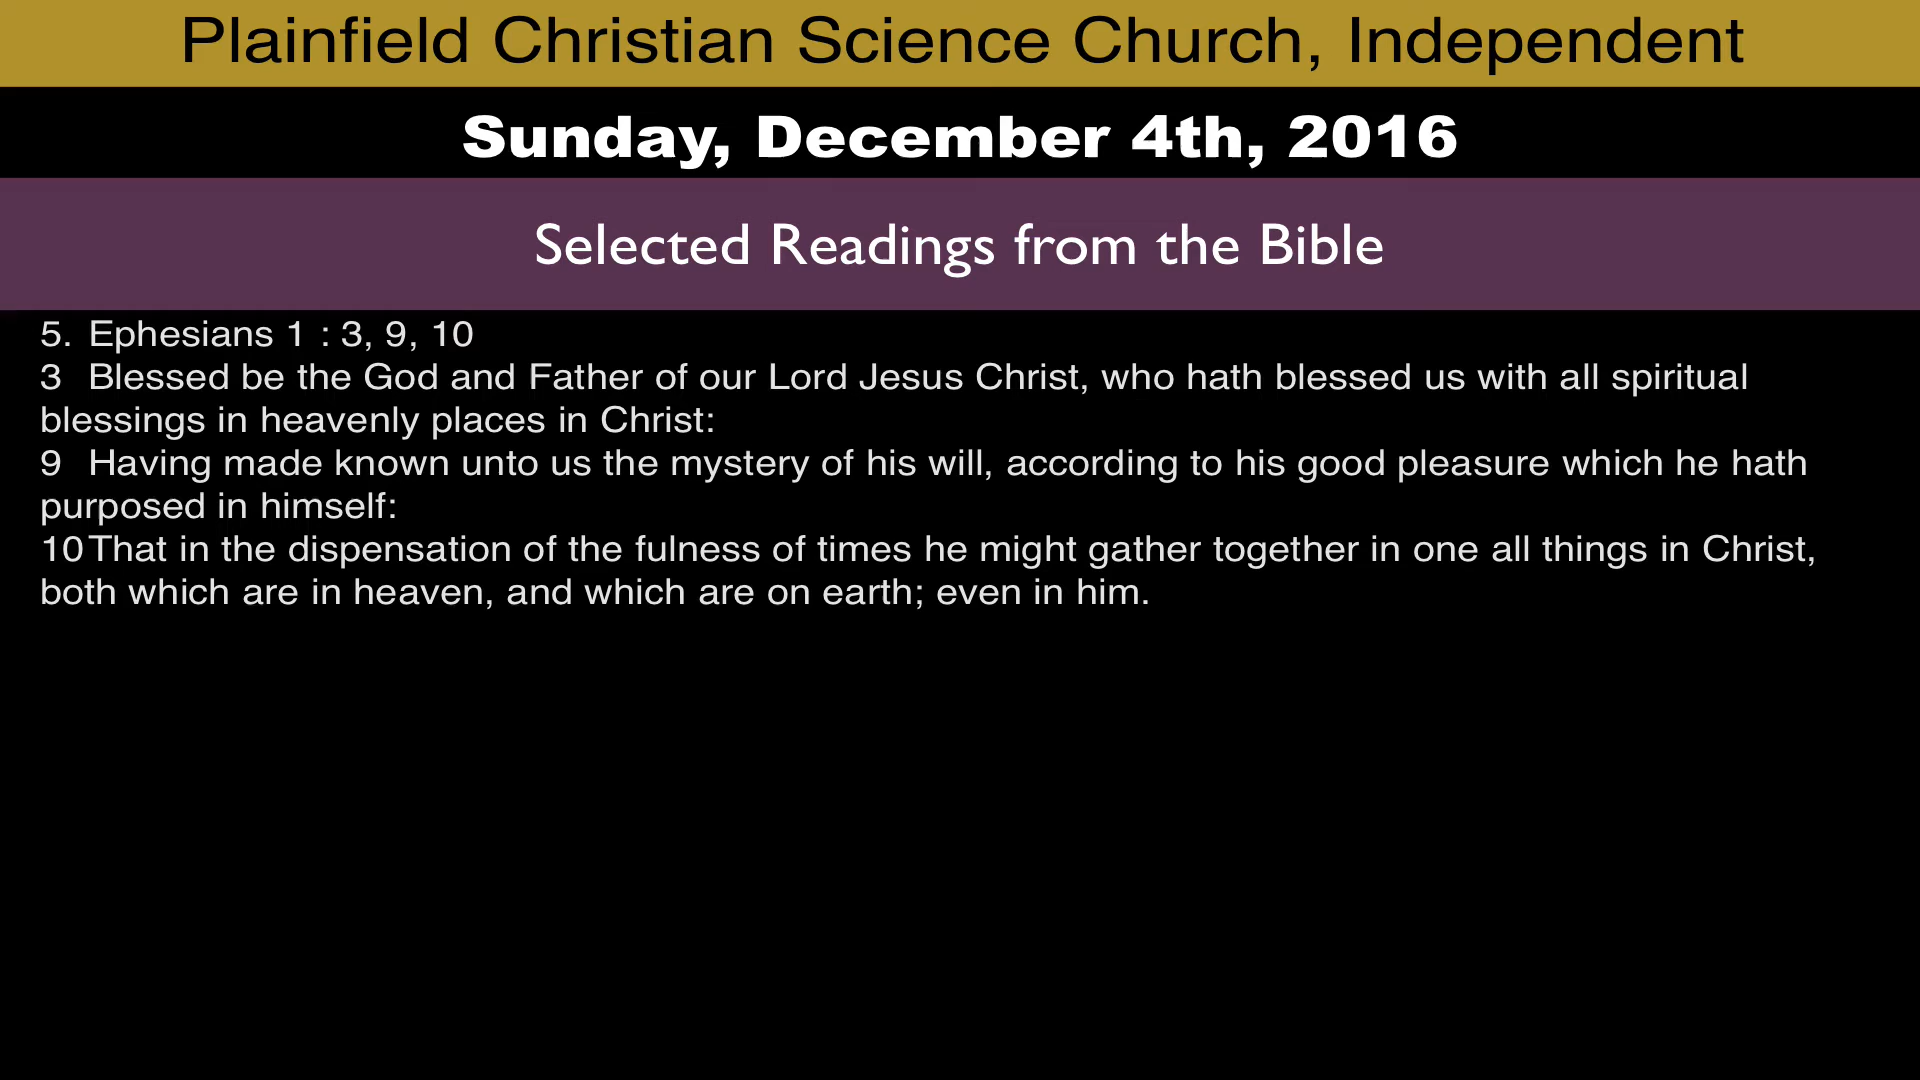 Plainfield Christian Science Church, Independent
Sunday, December 4th, 2016
Selected Readings from the Bible
5. Ephesians 1 : 3, 9, 10
3 Blessed be the God and Father of our Lord Jesus Christ, who hath blessed us with all spiritual
blessings in heavenly places in Christ:
9 Having made known unto us the mystery of his will, according to his good pleasure which he hath
purposed in himself:
10 That in the dispensation of the fulness of times he might gather together in one all things in Christ,
both which are in heaven, and which are on earth; even in him.